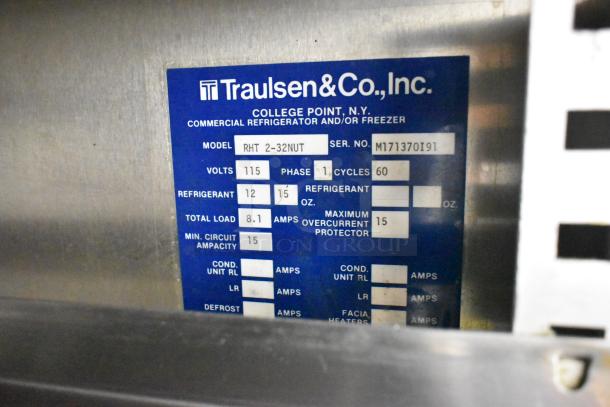 Traulsen & Co., Inc.
COLLEGE POINT, N.Y.
COMMERCIAL REFRIGERATOR AND/OR FREEZER
MODEL RHT 2-32NUT SER. NO. M171370I91
VOLTS 115 PHASE 1 CYCLES 60
REFRIGERANT 12 15 OZ. REFRIGERANT OZ.
TOTAL LOAD 8.1 AMPS MAXIMUM OVERCURRENT PROTECTOR 15
MIN. CIRCUIT AMPACITY 15
COND. UNIT RL AMPS COND. UNIT RL AMPS
LR AMPS LR AMPS
DEFROST AMPS FACIA HEATERS AMPS